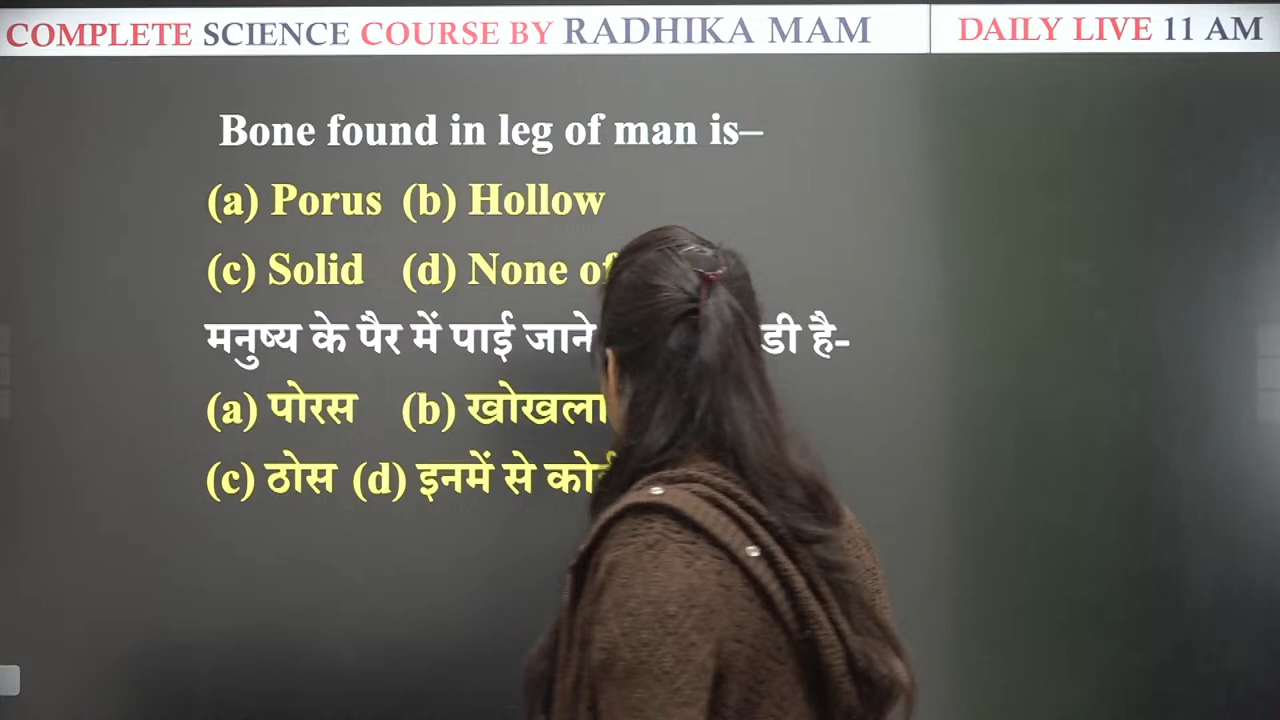 COMPLETE SCIENCE COURSE BY RADHIKA MAM DAILY LIVE 11 AM
Bone found in leg of man is–
(a) Porus (b) Hollow
(c) Solid (d) None of
मनुष्य के पैर में पाई जाने है-
(a) पोरस (b) खोखला
(c) ठोस (d) इनमें से